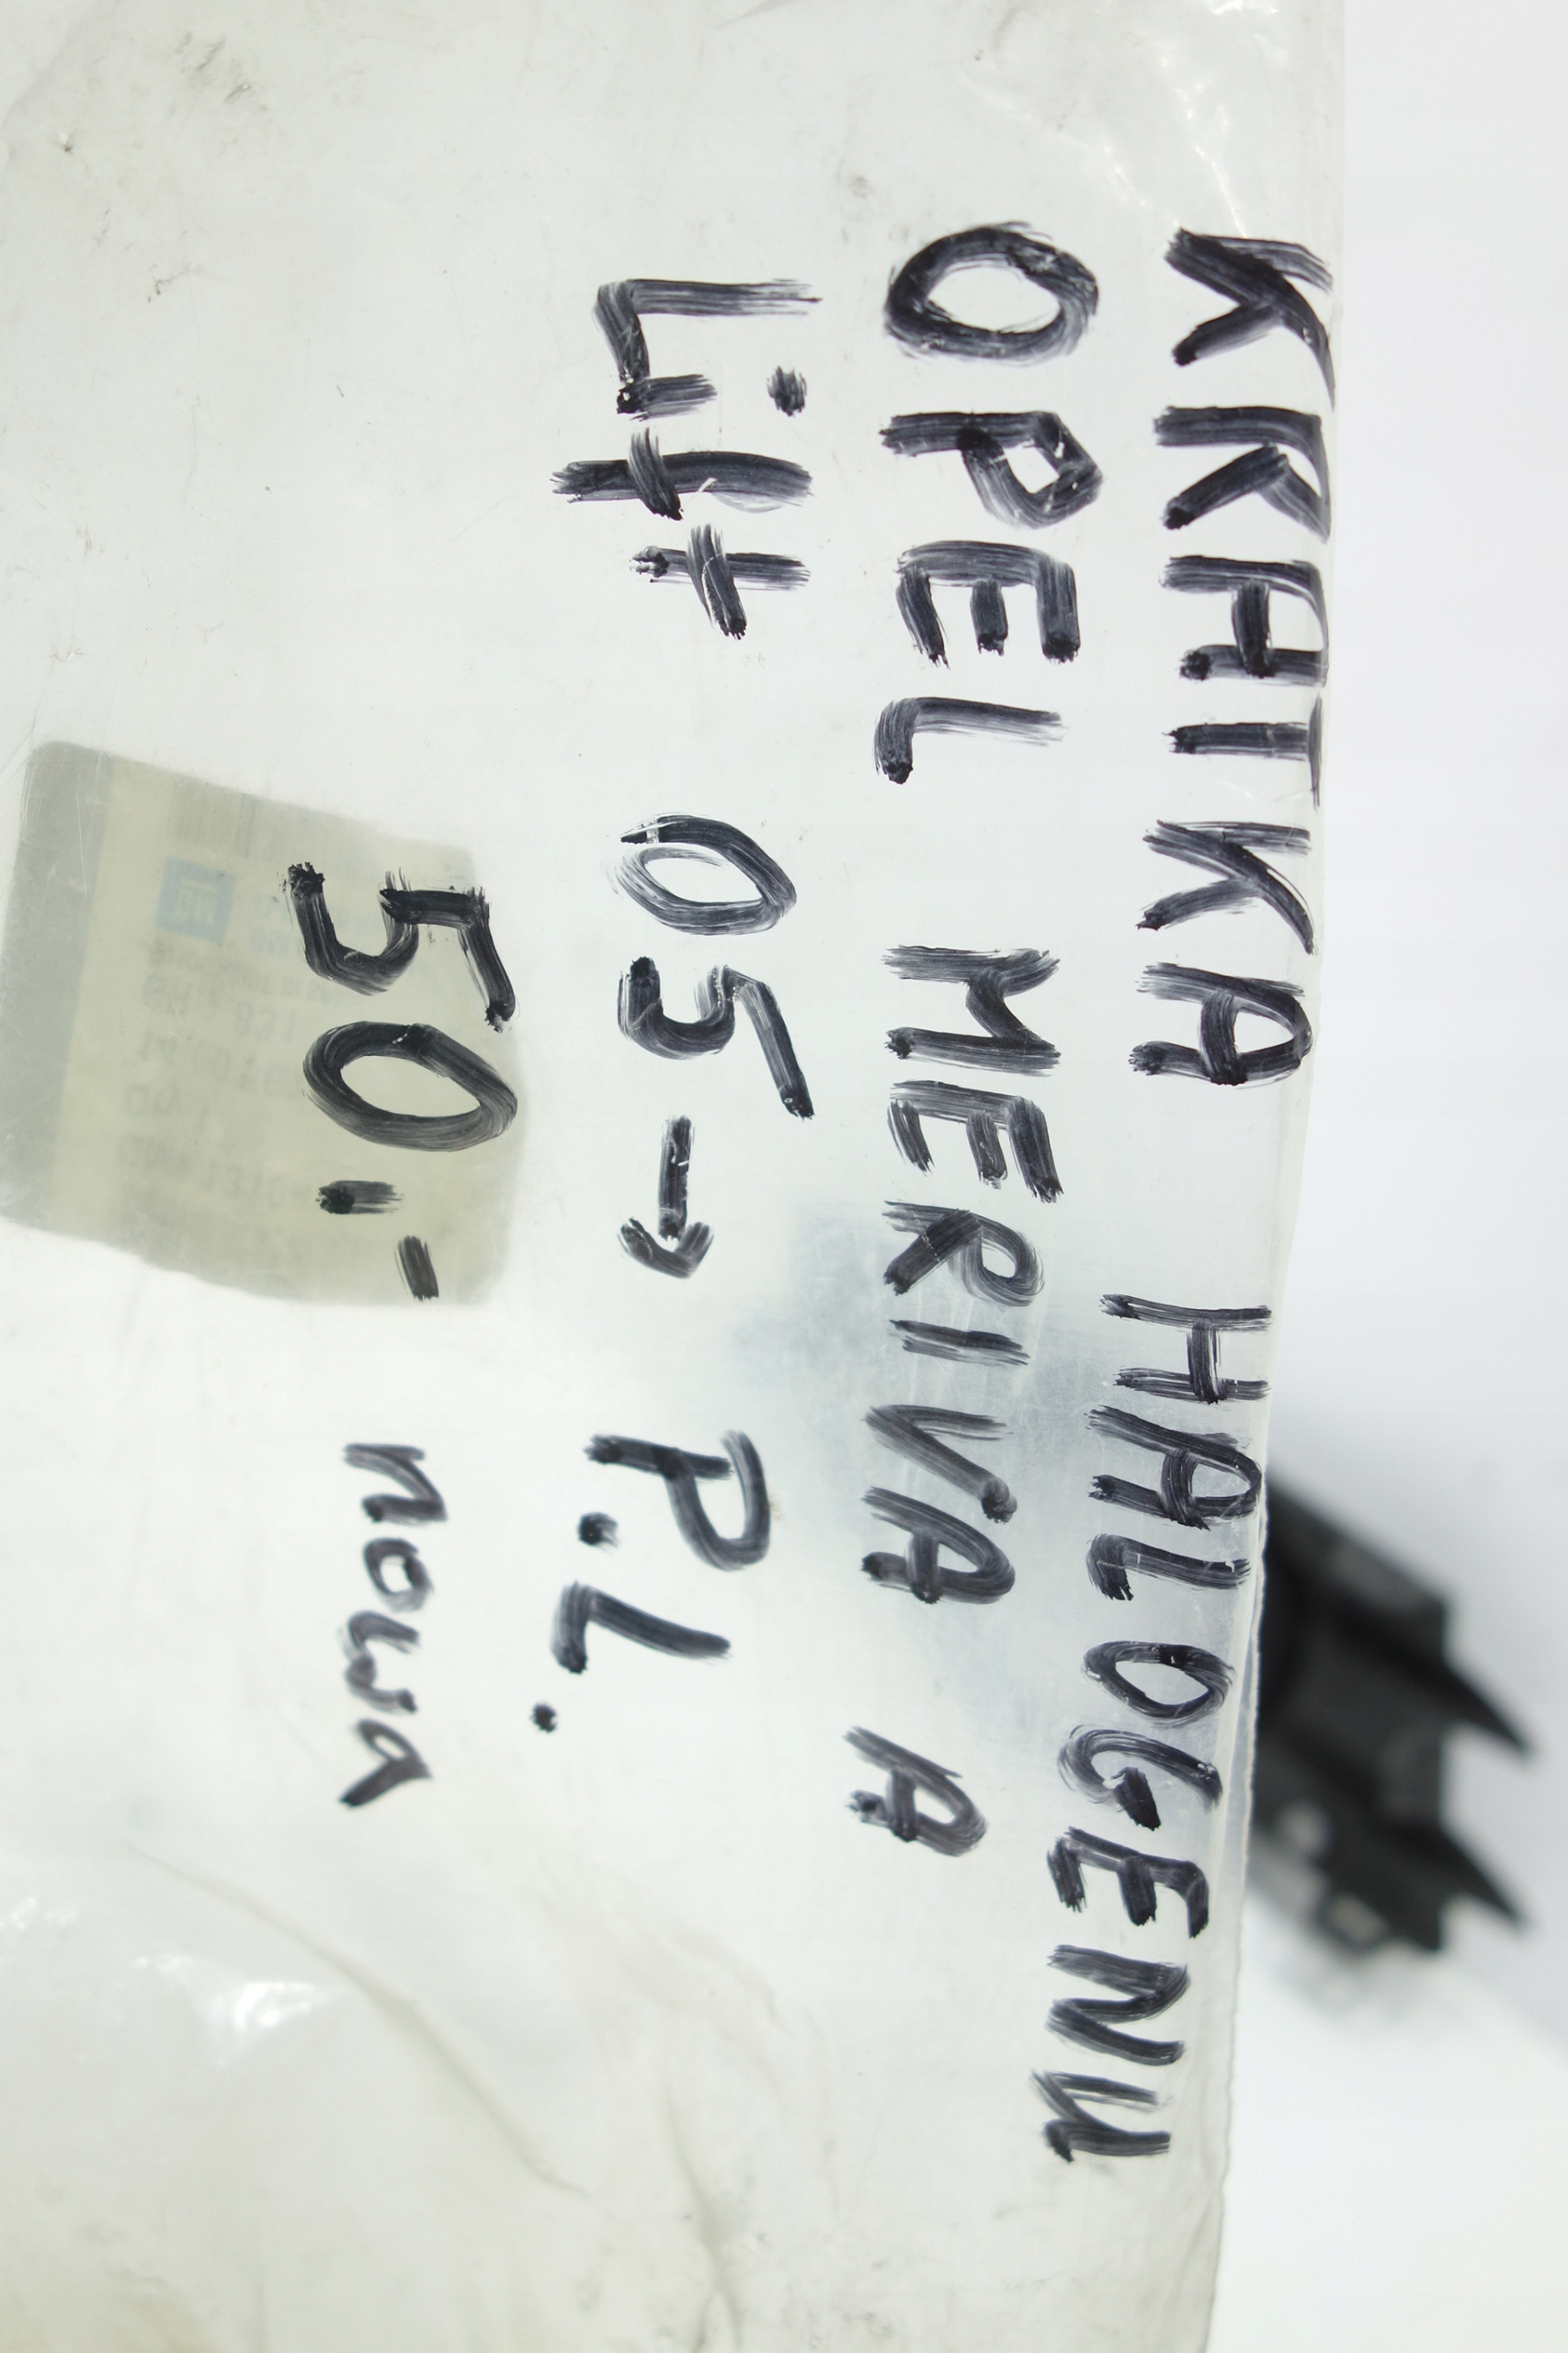 KRATKA HALOGENU
OPEL MERIVA A
Lift 05→ P.L.
50,- nowa